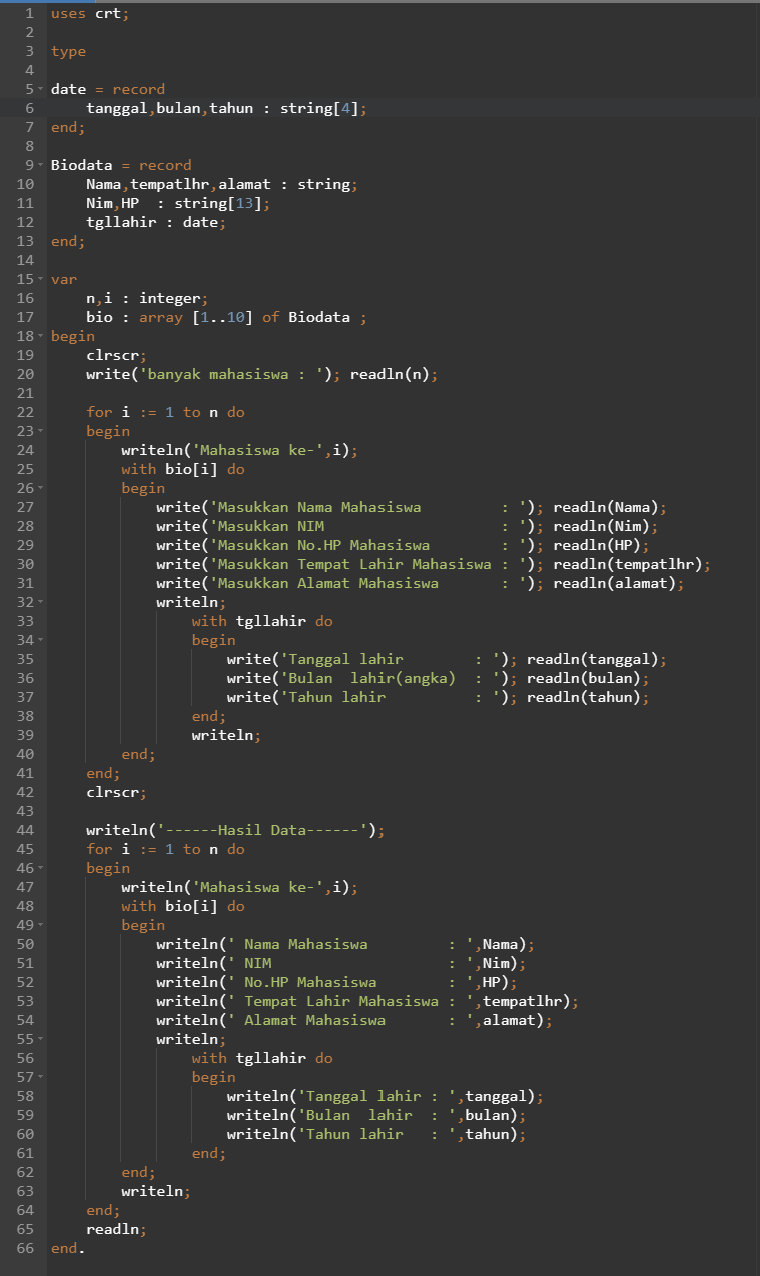 1 uses crt;
2
3 type
4
5 date = record
6     tanggal,bulan,tahun : string[4];
7 end;
8
9 Biodata = record
10     Nama,tempatlhr,alamat : string;
11     Nim,HP  : string[13];
12     tgllahir : date;
13 end;
14
15 var
16     n,i : integer;
17     bio : array [1..10] of Biodata ;
18 begin
19     clrscr;
20     write('banyak mahasiswa : '); readln(n);
21
22     for i := 1 to n do
23     begin
24         writeln('Mahasiswa ke-',i);
25         with bio[i] do
26         begin
27             write('Masukkan Nama Mahasiswa         : '); readln(Nama);
28             write('Masukkan NIM                    : '); readln(Nim);
29             write('Masukkan No.HP Mahasiswa        : '); readln(HP);
30             write('Masukkan Tempat Lahir Mahasiswa : '); readln(tempatlhr);
31             write('Masukkan Alamat Mahasiswa       : '); readln(alamat);
32             writeln;
33                 with tgllahir do
34                 begin
35                     write('Tanggal lahir        : '); readln(tanggal);
36                     write('Bulan  lahir(angka)  : '); readln(bulan);
37                     write('Tahun lahir          : '); readln(tahun);
38                 end;
39                 writeln;
40         end;
41     end;
42     clrscr;
43
44     writeln('------Hasil Data------');
45     for i := 1 to n do
46     begin
47         writeln('Mahasiswa ke-',i);
48         with bio[i] do
49         begin
50             writeln(' Nama Mahasiswa         : ',Nama);
51             writeln(' NIM                    : ',Nim);
52             writeln(' No.HP Mahasiswa        : ',HP);
53             writeln(' Tempat Lahir Mahasiswa : ',tempatlhr);
54             writeln(' Alamat Mahasiswa       : ',alamat);
55             writeln;
56                 with tgllahir do
57                 begin
58                     writeln('Tanggal lahir : ',tanggal);
59                     writeln('Bulan  lahir  : ',bulan);
60                     writeln('Tahun lahir   : ',tahun);
61                 end;
62         end;
63         writeln;
64     end;
65     readln;
66 end.